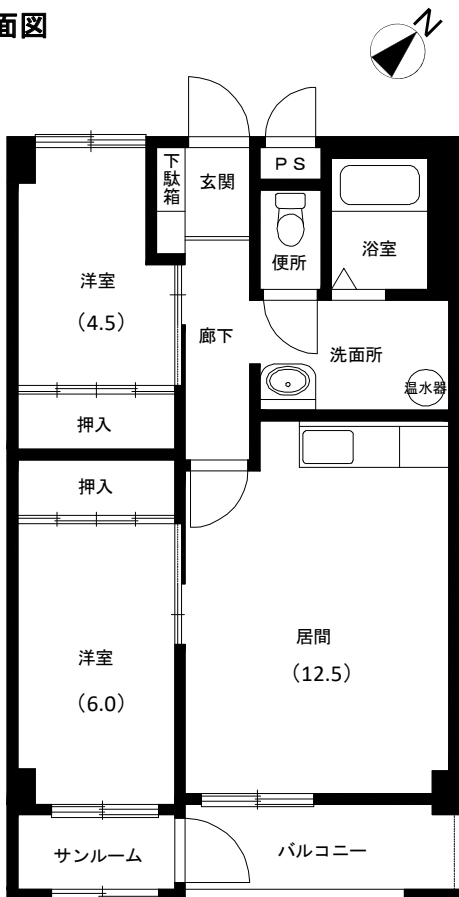 面図
N
下駄箱
玄関
ＰＳ
便所
浴室
洋室
（4.5）
廊下
洗面所
温水器
押入
押入
洋室
（6.0）
居間
（12.5）
サンルーム
バルコニー